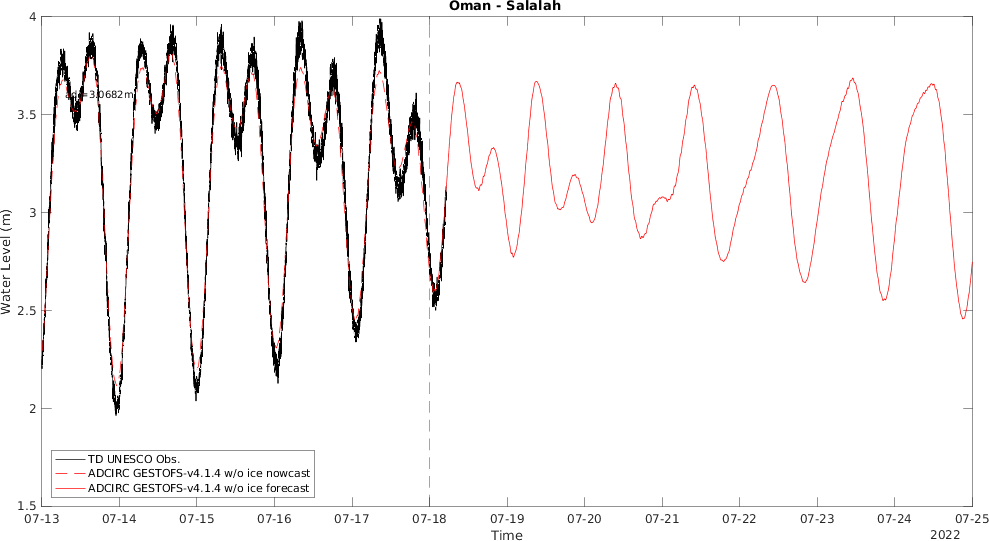 Oman - Salalah
4
3.5
3
2.5
2
1.5
Water Level (m)
=3.0682m
TD UNESCO Obs.
ADCIRC GESTOFS-v4.1.4 w/o ice nowcast
ADCIRC GESTOFS-v4.1.4 w/o ice forecast
07-13 07-14 07-15 07-16 07-17 07-18 07-19 07-20 07-21 07-22 07-23 07-24 07-25
Time
2022